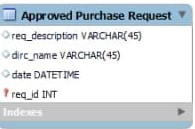 Approved Purchase Request
req_description VARCHAR(45)
dirc_name VARCHAR(45)
date DATETIME
req_id INT
Indexes